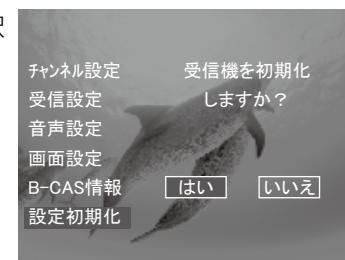 チャンネル設定
受信設定
音声設定
画面設定
B-CAS情報
設定初期化
受信機を初期化
しますか？
はい
いいえ